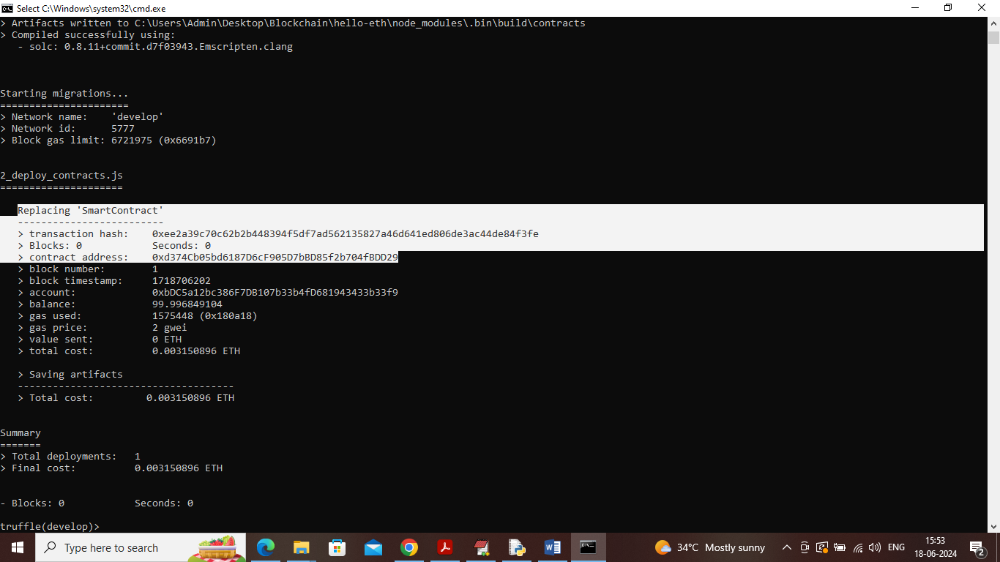 Select C:\Windows\system32\cmd.exe
> Artifacts written to C:\Users\Admin\Desktop\Blockchain\hello-eth\node_modules\.bin\build\contracts
> Compiled successfully using:
   - solc: 0.8.11+commit.d7f03943.Emscripten.clang
Starting migrations...
======================
> Network name:    'develop'
> Network id:      5777
> Block gas limit: 6721975 (0x6691b7)
2_deploy_contracts.js
=====================
   Replacing 'SmartContract'
   -------------------------
   > transaction hash:    0xee2a39c70c62b2b448394f5df7ad562135827a46d641ed806de3ac44de84f3fe
   > Blocks: 0            Seconds: 0
   > contract address:    0xd374Cb05bd6187D6cF905D7bBD85f2b704fBDD29
   > block number:        1
   > block timestamp:     1718706202
   > account:             0xbDC5a12bc386F7DB107b33b4fD681943433b33f9
   > balance:             99.996849104
   > gas used:            1575448 (0x180a18)
   > gas price:           2 gwei
   > value sent:          0 ETH
   > total cost:          0.003150896 ETH
   > Saving artifacts
   -------------------------------------
   > Total cost:         0.003150896 ETH
Summary
=======
> Total deployments:   1
> Final cost:          0.003150896 ETH
- Blocks: 0            Seconds: 0
truffle(develop)>
Type here to search
34°C Mostly sunny
ENG
15:53
18-06-2024
2